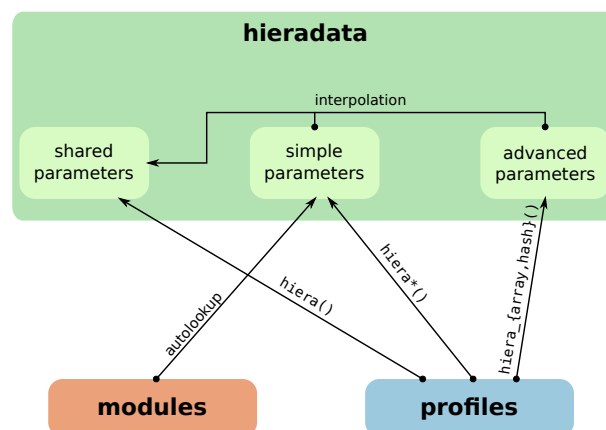 hieradata
interpolation
shared
parameters
simple
parameters
advanced
parameters
autolookup
hiera()
hiera*()
hiera_{array,hash}()
modules
profiles